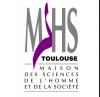 MSHS
TOULOUSE
MAISON
DES SCIENCES
DE L'HOMME
ET DE LA SOCIÉTÉ